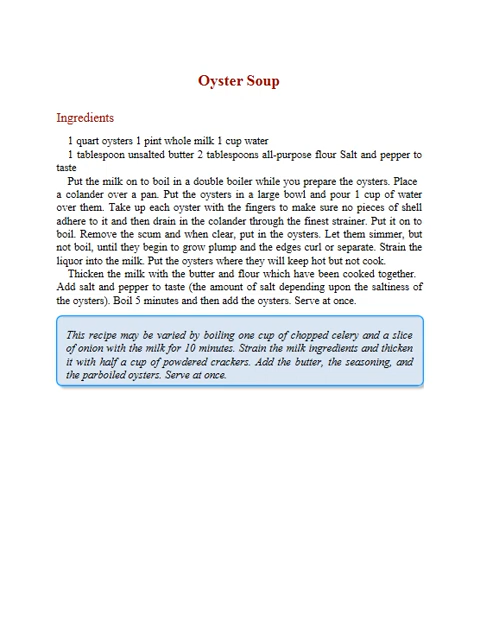 Oyster Soup
Ingredients
1 quart oysters 1 pint whole milk 1 cup water
1 tablespoon unsalted butter 2 tablespoons all-purpose flour Salt and pepper to
taste
Put the milk on to boil in a double boiler while you prepare the oysters. Place
a colander over a pan. Put the oysters in a large bowl and pour 1 cup of water
over them. Take up each oyster with the fingers to make sure no pieces of shell
adhere to it and then drain in the colander through the finest strainer. Put it on to
boil. Remove the scum and when clear, put in the oysters. Let them simmer, but
not boil, until they begin to grow plump and the edges curl or separate. Strain the
liquor into the milk. Put the oysters where they will keep hot but not cook.
Thicken the milk with the butter and flour which have been cooked together.
Add salt and pepper to taste (the amount of salt depending upon the saltiness of
the oysters). Boil 5 minutes and then add the oysters. Serve at once.
This recipe may be varied by boiling one cup of chopped celery and a slice
of onion with the milk for 10 minutes. Strain the milk ingredients and thicken
it with half a cup of powdered crackers. Add the butter, the seasoning, and
the parboiled oysters. Serve at once.